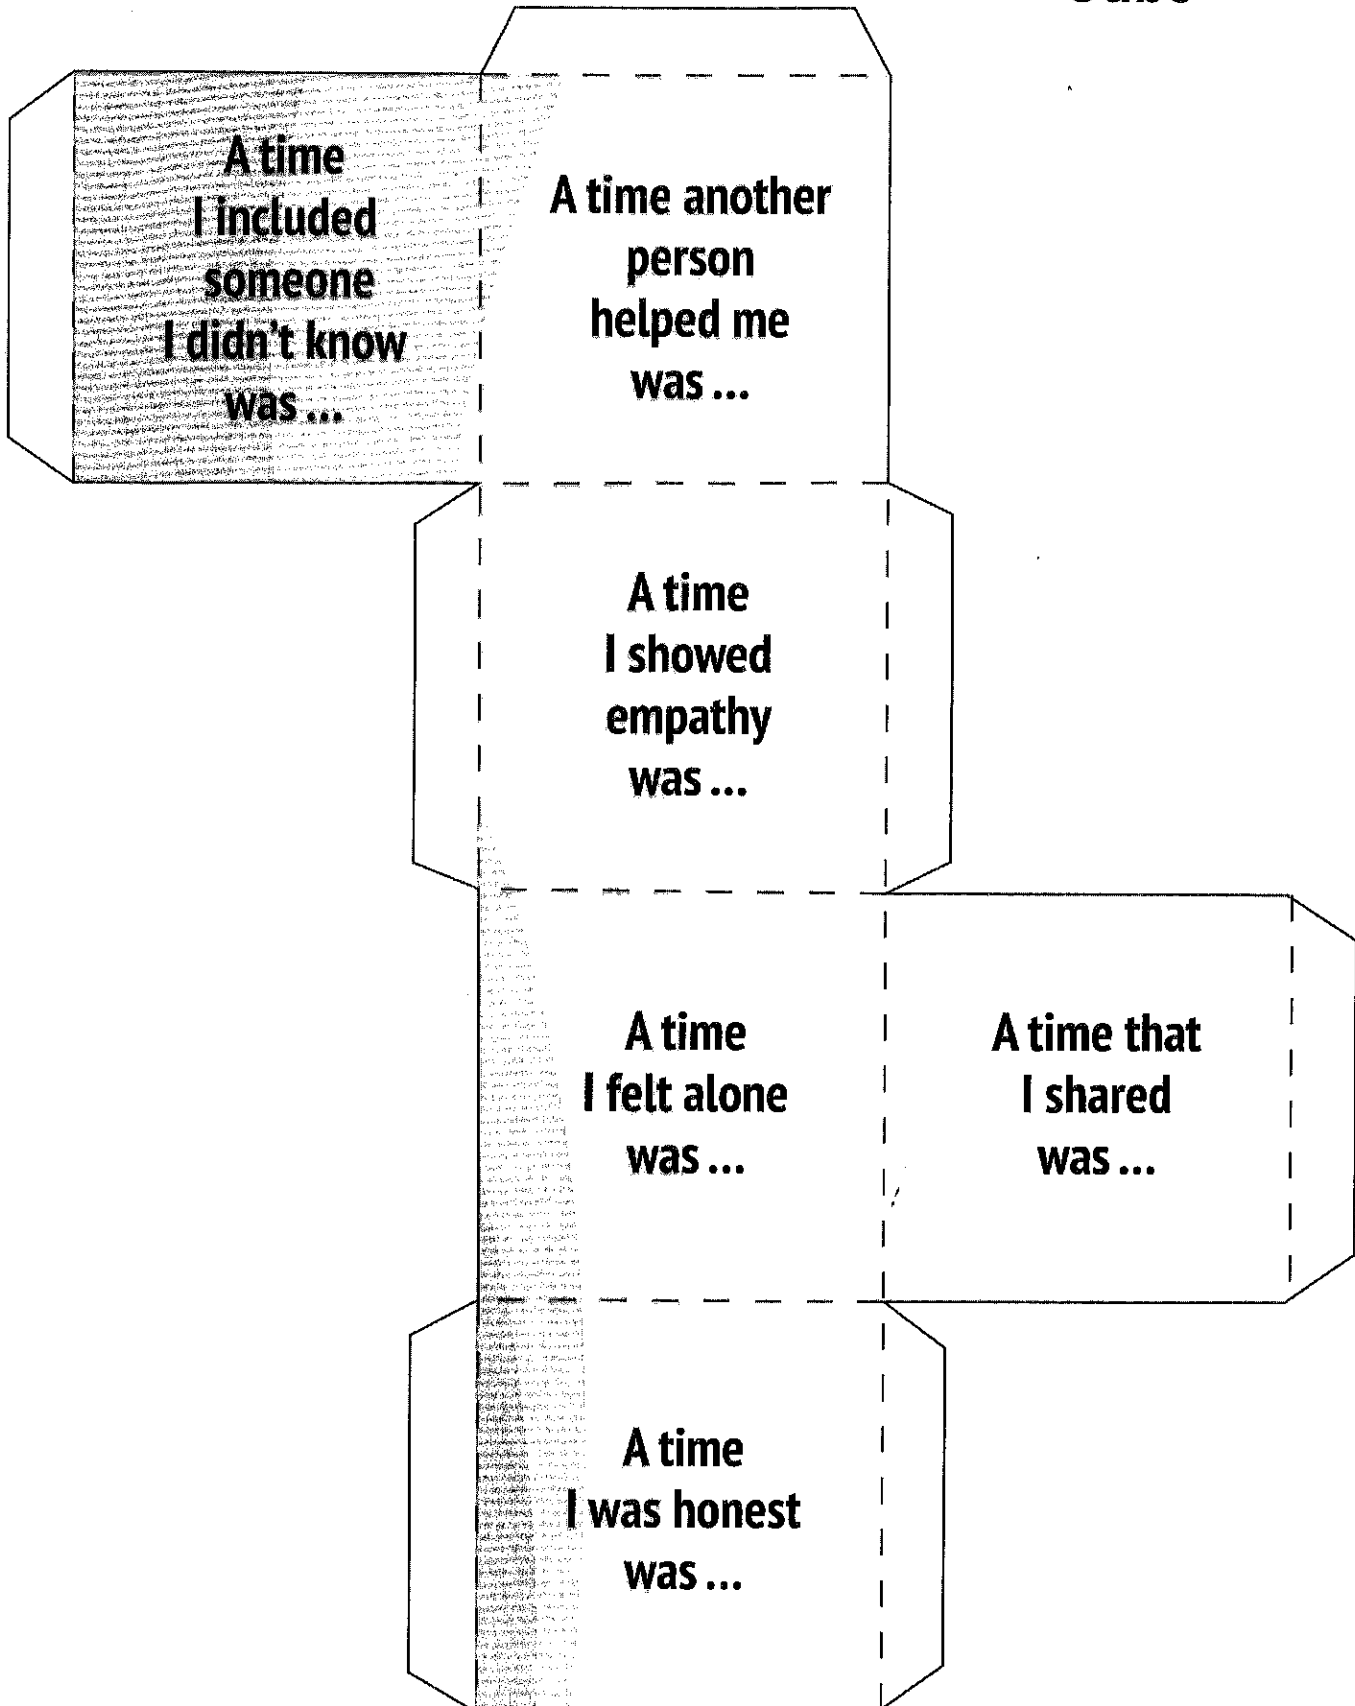 A time
I included
someone
I didn't know
was ...
A time another
person
helped me
was ...
A time
I showed
empathy
was ...
A time
I felt alone
was ...
A time that
I shared
was ...
A time
I was honest
was ...